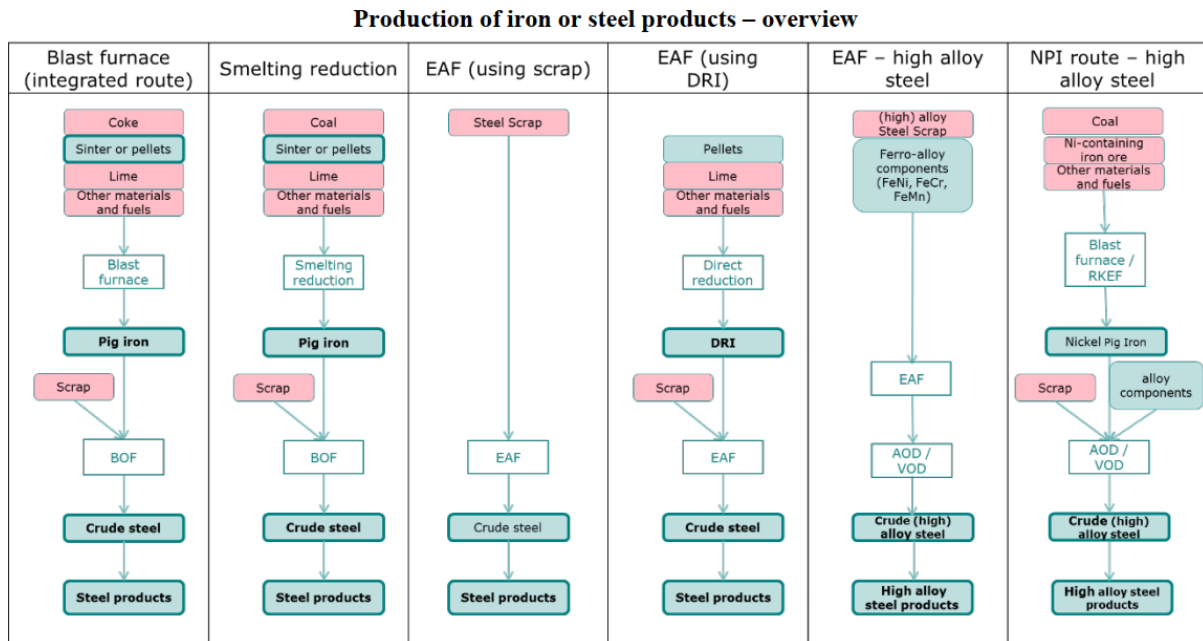 Production of iron or steel products – overview
Blast furnace
(integrated route)
Coke
Sinter or pellets
Lime
Other materials
and fuels
Blast
furnace
Pig iron
Scrap
BOF
Crude steel
Steel products
Smelting reduction
Coal
Sinter or pellets
Lime
Other materials
and fuels
Smelting
reduction
Pig iron
Scrap
BOF
Crude steel
Steel products
EAF (using scrap)
Steel Scrap
EAF
Crude steel
Steel products
EAF (using
DRI)
Pellets
Lime
Other materials
and fuels
Direct
reduction
DRI
Scrap
EAF
Crude steel
Steel products
EAF – high alloy
steel
(high) alloy
Steel Scrap
Ferro-alloy
components
(FeNi, FeCr,
FeMn)
EAF
AOD /
VOD
Crude (high)
alloy steel
High alloy
steel products
NPI route – high
alloy steel
Coal
Ni-containing
iron ore
Other materials
and fuels
Blast
furnace /
RKEF
Nickel Pig Iron
Scrap
alloy
components
AOD /
VOD
Crude (high)
alloy steel
High alloy steel
products